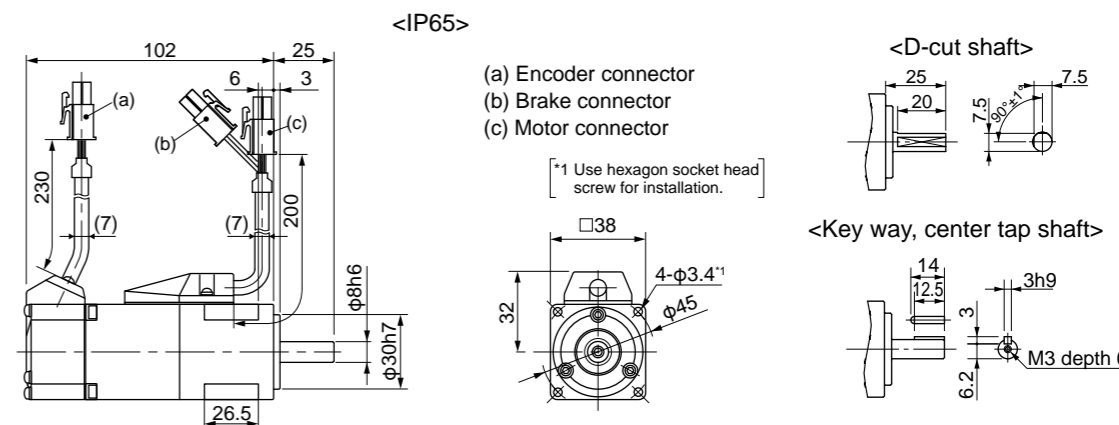 <IP65>
102
25
6
3
(a)
(b)
(c)
230
(7)
(7)
200
ϕ8h6
ϕ30h7
26.5
(a) Encoder connector
(b) Brake connector
(c) Motor connector
*1 Use hexagon socket head
screw for installation.
□38
4-ϕ3.4*1
ϕ45
32
<D-cut shaft>
25
20
7.5
90°±1°
7.5
<Key way, center tap shaft>
14
12.5
3h9
3
6.2
M3 depth